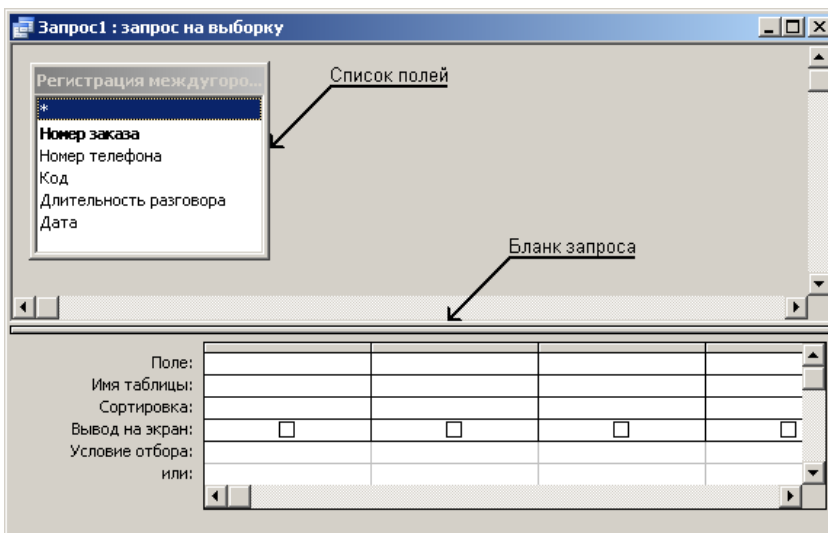 Запрос1 : запрос на выборку
Регистрация междугоро...
Список полей
*
Номер заказа
Номер телефона
Код
Длительность разговора
Дата
Бланк запроса
Поле:
Имя таблицы:
Сортировка:
Вывод на экран:
Условие отбора:
или: